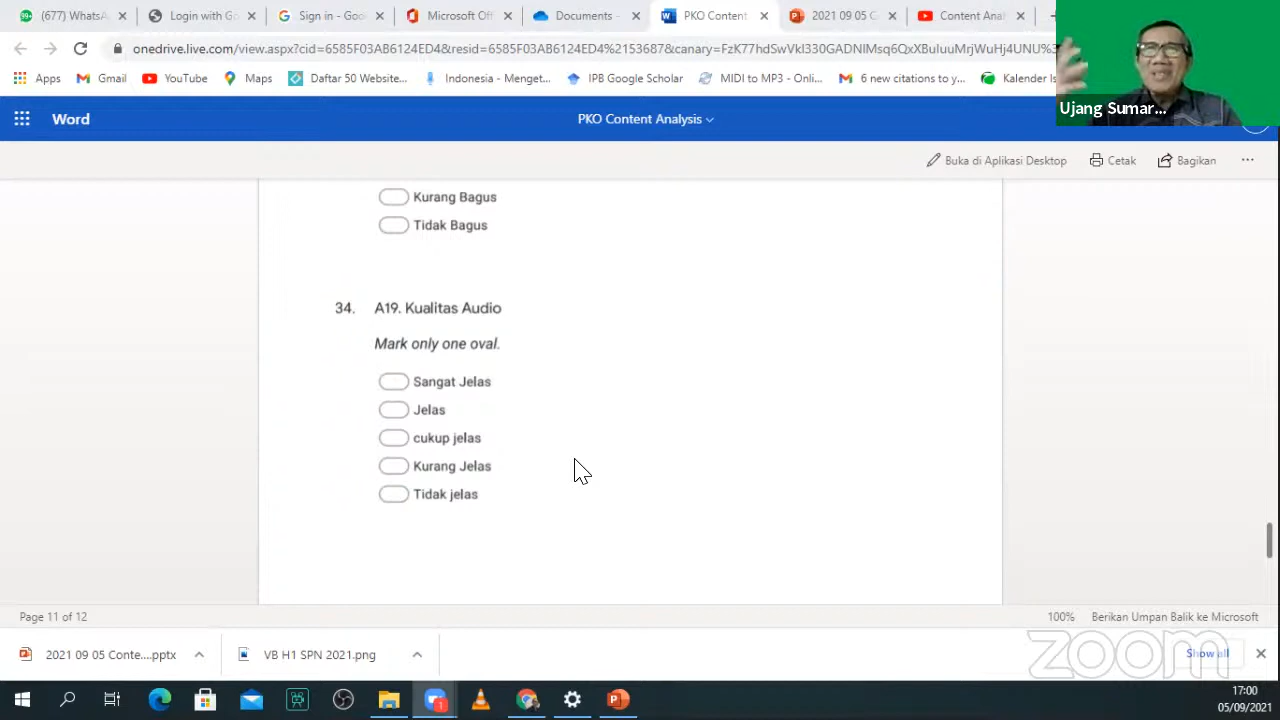 (677) WhatsA
Login with Go
Sign in - Goo
Microsoft Off
Documents -
PKO Content
2021 09 05 C
Content Anal
onedrive.live.com/view.aspx?cid=6585F03AB6124ED4&resid=6585F03AB6124ED4%2153687&canary=
Apps
Gmail
YouTube
Maps
Daftar 50 Website...
Indonesia - Menget...
IPB Google Scholar
MIDI to MP3 - Onli...
6 new citations to y...
Kalender Is
Ujang Sumar...
Word
PKO Content Analysis
Buka di Aplikasi Desktop
Cetak
Bagikan
Kurang Bagus
Tidak Bagus
34. A19. Kualitas Audio
Mark only one oval.
Sangat Jelas
Jelas
cukup jelas
Kurang Jelas
Tidak jelas
Page 11 of 12
100%
Berikan Umpan Balik ke Microsoft
2021 09 05 Conte....pptx
VB H1 SPN 2021.png
Show all
zoom
17:00
05/09/2021